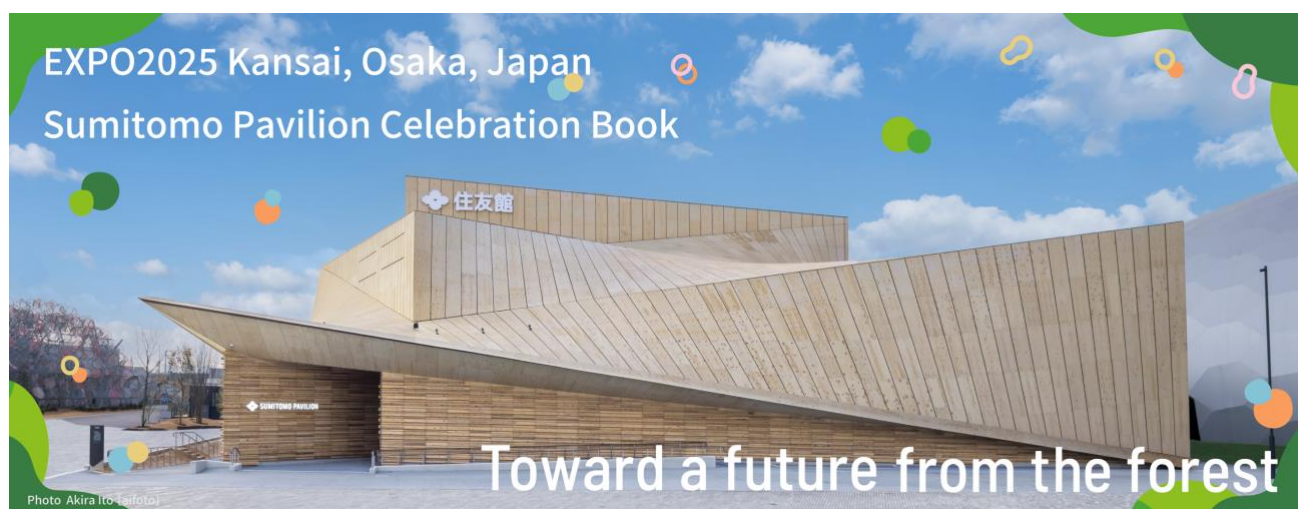 EXPO2025 Kansai, Osaka, Japan
Sumitomo Pavilion Celebration Book
住友館
SUMITOMO PAVILION
Toward a future from the forest
Photo Akira Ito (aifoto)